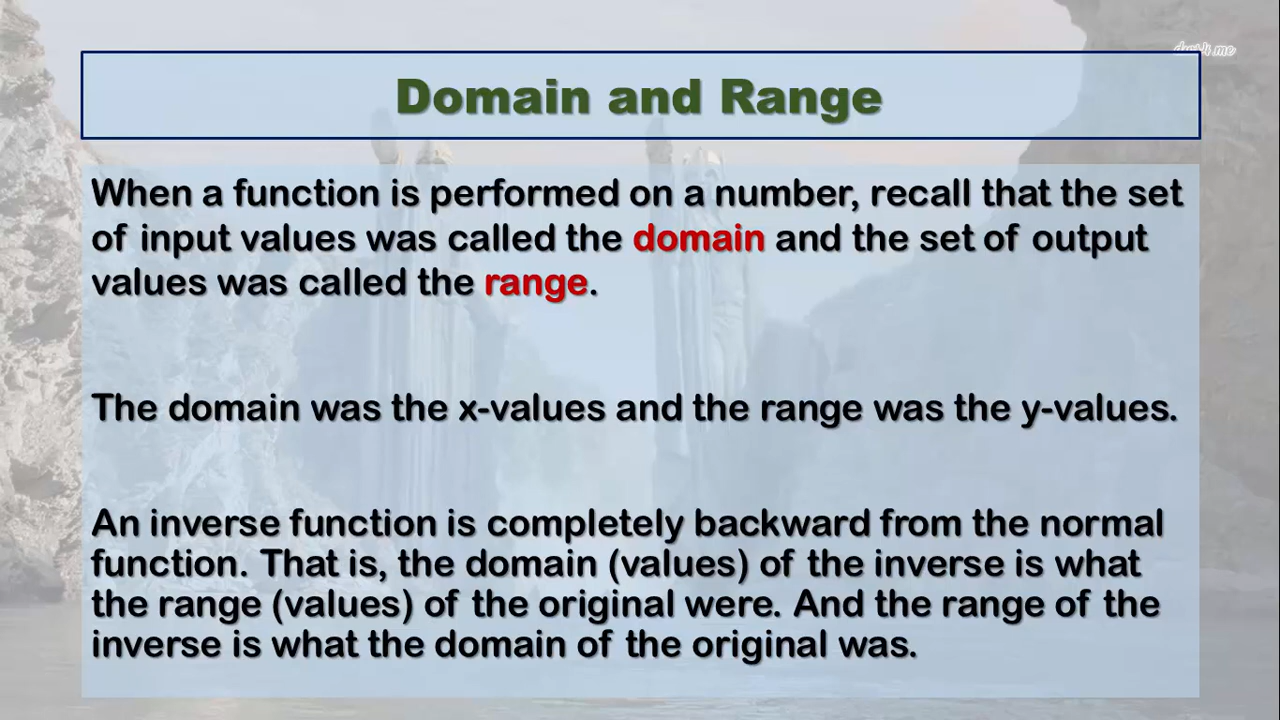 Domain and Range
When a function is performed on a number, recall that the set
of input values was called the domain and the set of output
values was called the range.
The domain was the x-values and the range was the y-values.
An inverse function is completely backward from the normal
function. That is, the domain (values) of the inverse is what
the range (values) of the original were. And the range of the
inverse is what the domain of the original was.